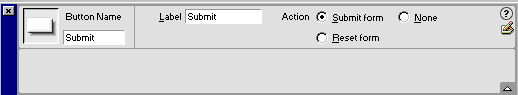 Button Name Label Submit Action Submit form None
Submit Reset form